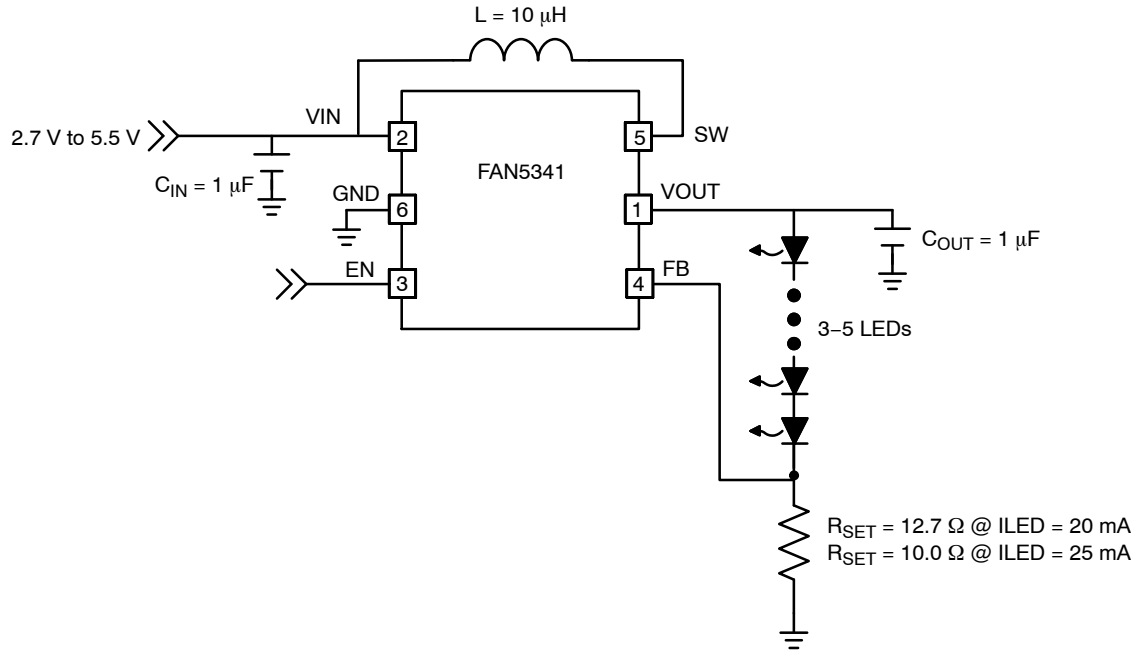 L = 10 μH
VIN
2.7 V to 5.5 V
2
5
SW
FAN5341
C_IN = 1 μF
GND
6
1
VOUT
C_OUT = 1 μF
EN
3
4
FB
3–5 LEDs
R_SET = 12.7 Ω @ ILED = 20 mA
R_SET = 10.0 Ω @ ILED = 25 mA